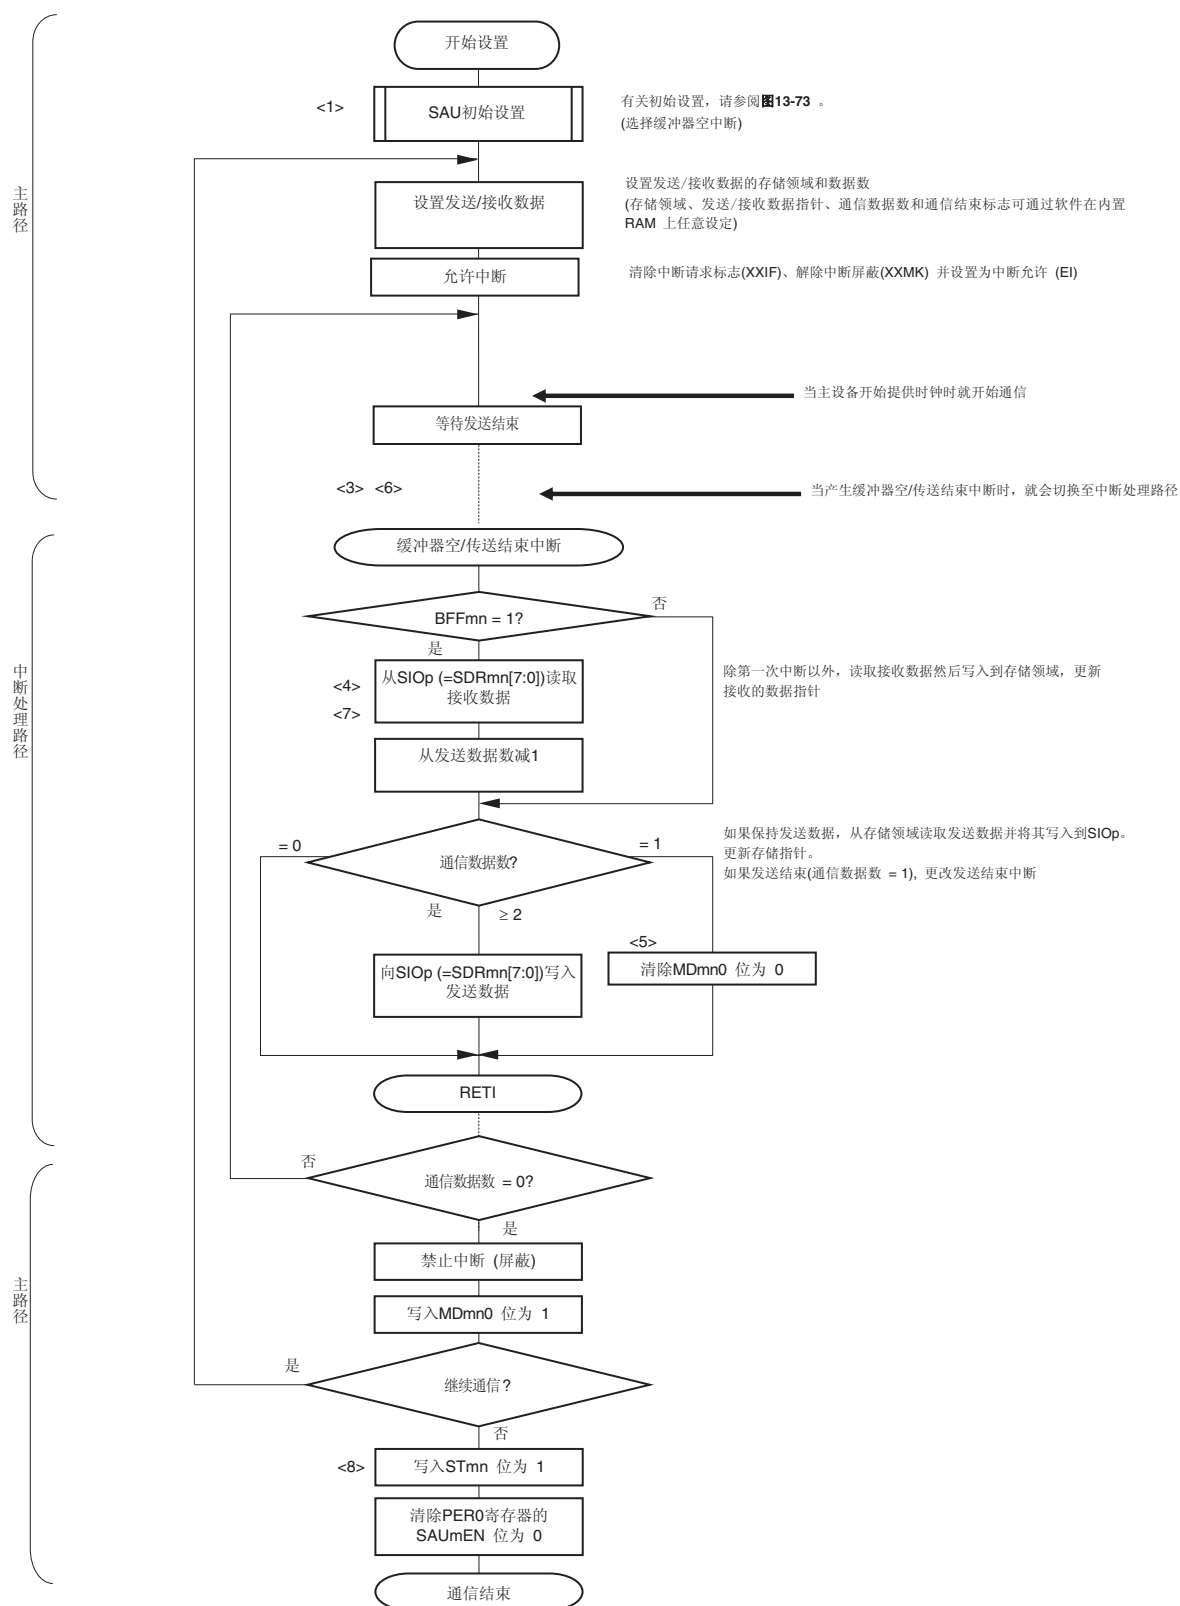 开始设置
<1>
SAU初始设置
有关初始设置，请参阅图13-73 。
(选择缓冲器空中断)
主路径
设置发送/接收数据
设置发送/接收数据的存储领域和数据数
(存储领域、发送/接收数据指针、通信数据数和通信结束标志可通过软件在内置
RAM 上任意设定)
允许中断
清除中断请求标志(XXIF)、解除中断屏蔽(XXMK) 并设置为中断允许 (EI)
当主设备开始提供时钟时就开始通信
等待发送结束
<3> <6>
当产生缓冲器空/传送结束中断时，就会切换至中断处理路径
缓冲器空/传送结束中断
中断处理路径
BFFmn = 1?
否
是
<4>
<7>
从SIOp (=SDRmn[7:0])读取
接收数据
除第一次中断以外，读取接收数据然后写入到存储领域，更新
接收的数据指针
从发送数据数减1
= 0
通信数据数?
= 1
如果保持发送数据，从存储领域读取发送数据并将其写入到SIOp。
更新存储指针。
如果发送结束(通信数据数 = 1), 更改发送结束中断
是
≥ 2
<5>
向SIOp (=SDRmn[7:0])写入
发送数据
清除MDmn0 位为 0
RETI
否
通信数据数 = 0?
是
主路径
禁止中断 (屏蔽)
写入MDmn0 位为 1
是
继续通信?
否
<8>
写入STmn 位为 1
清除PER0寄存器的
SAUmEN 位为 0
通信结束